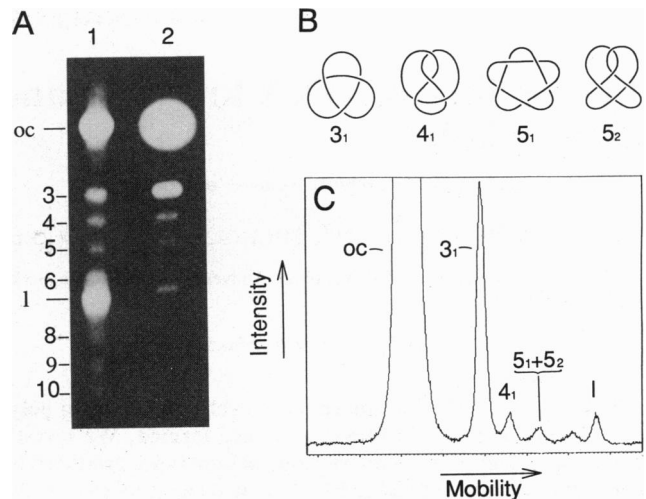 A
1 2
oc
3
4
5
6
l
8
9
10
B
3₁ 4₁ 5₁ 5₂
C
oc
3₁
4₁
5₁+5₂
l
Intensity
Mobility